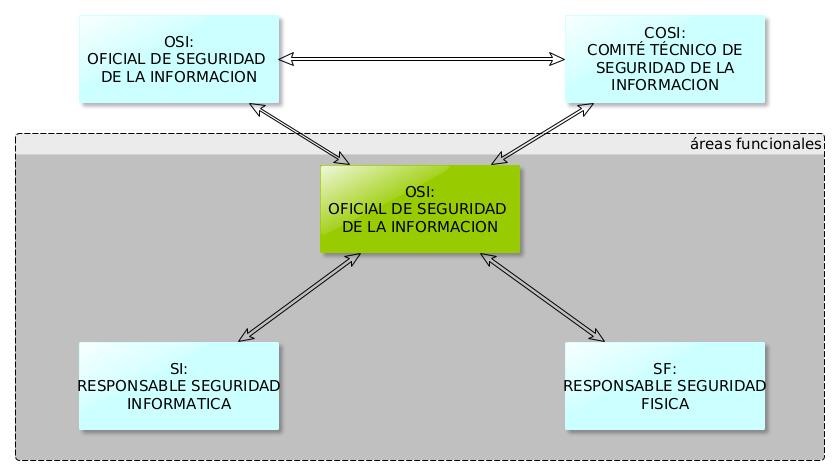 OSI:
OFICIAL DE SEGURIDAD
DE LA INFORMACION
COSI:
COMITÉ TÉCNICO DE
SEGURIDAD DE LA
INFORMACION
áreas funcionales
OSI:
OFICIAL DE SEGURIDAD
DE LA INFORMACION
SI:
RESPONSABLE SEGURIDAD
INFORMATICA
SF:
RESPONSABLE SEGURIDAD
FISICA